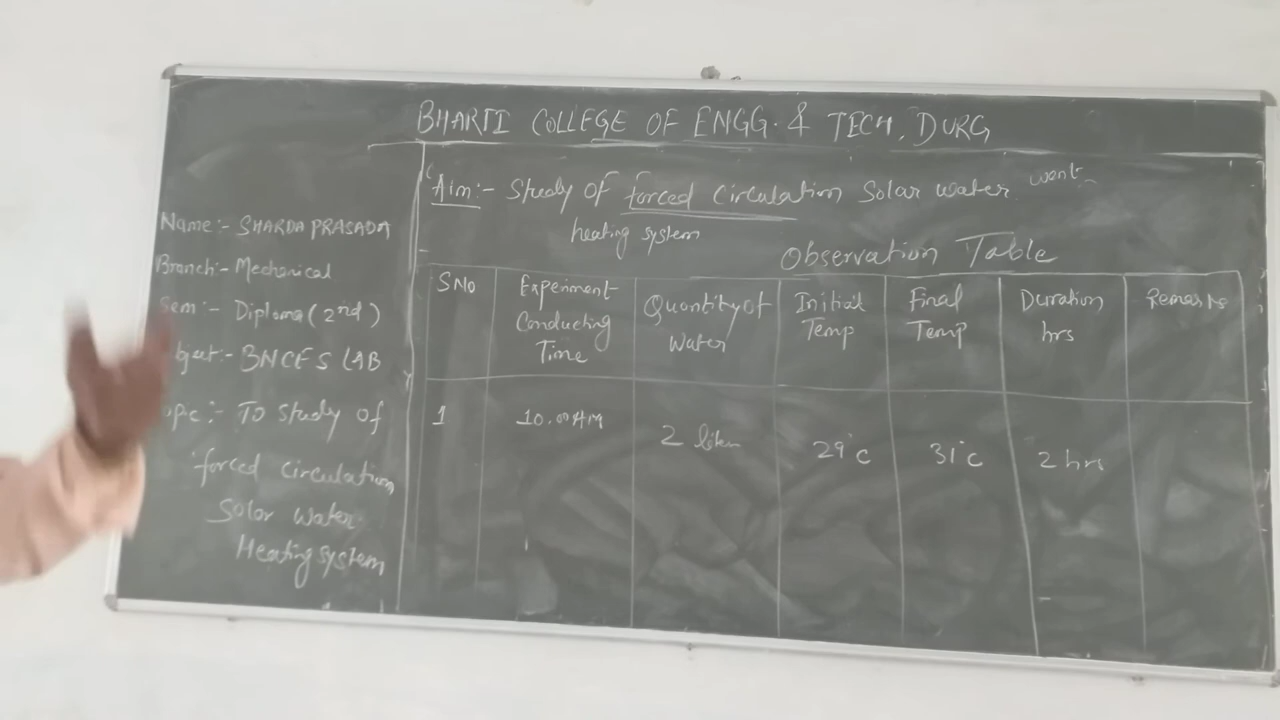 BHARTI COLLEGE OF ENGG. & TECH, DURG
Name:- SHARDA PRASADA
Branch:- Mechanical
Sem:- Diploma (2nd)
bject:- BNCES LAB
opc:- To study of
forced circulation
Solar water
Heating system
Aim:- Study of forced circulation Solar water
heating system
Observation Table
S No
Experiment
Conducting
Time
Quantity of
Water
Initial
Temp
Final
Temp
Duration
hrs
Remarks
1
10.00 AM
2 liter
29°c
31°c
2 hrs